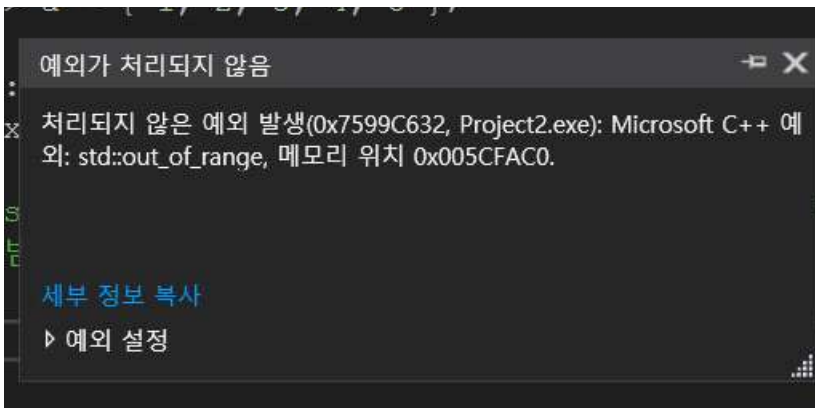 예외가 처리되지 않음
처리되지 않은 예외 발생(0x7599C632, Project2.exe): Microsoft C++ 예
외: std::out_of_range, 메모리 위치 0x005CFAC0.
세부 정보 복사
예외 설정